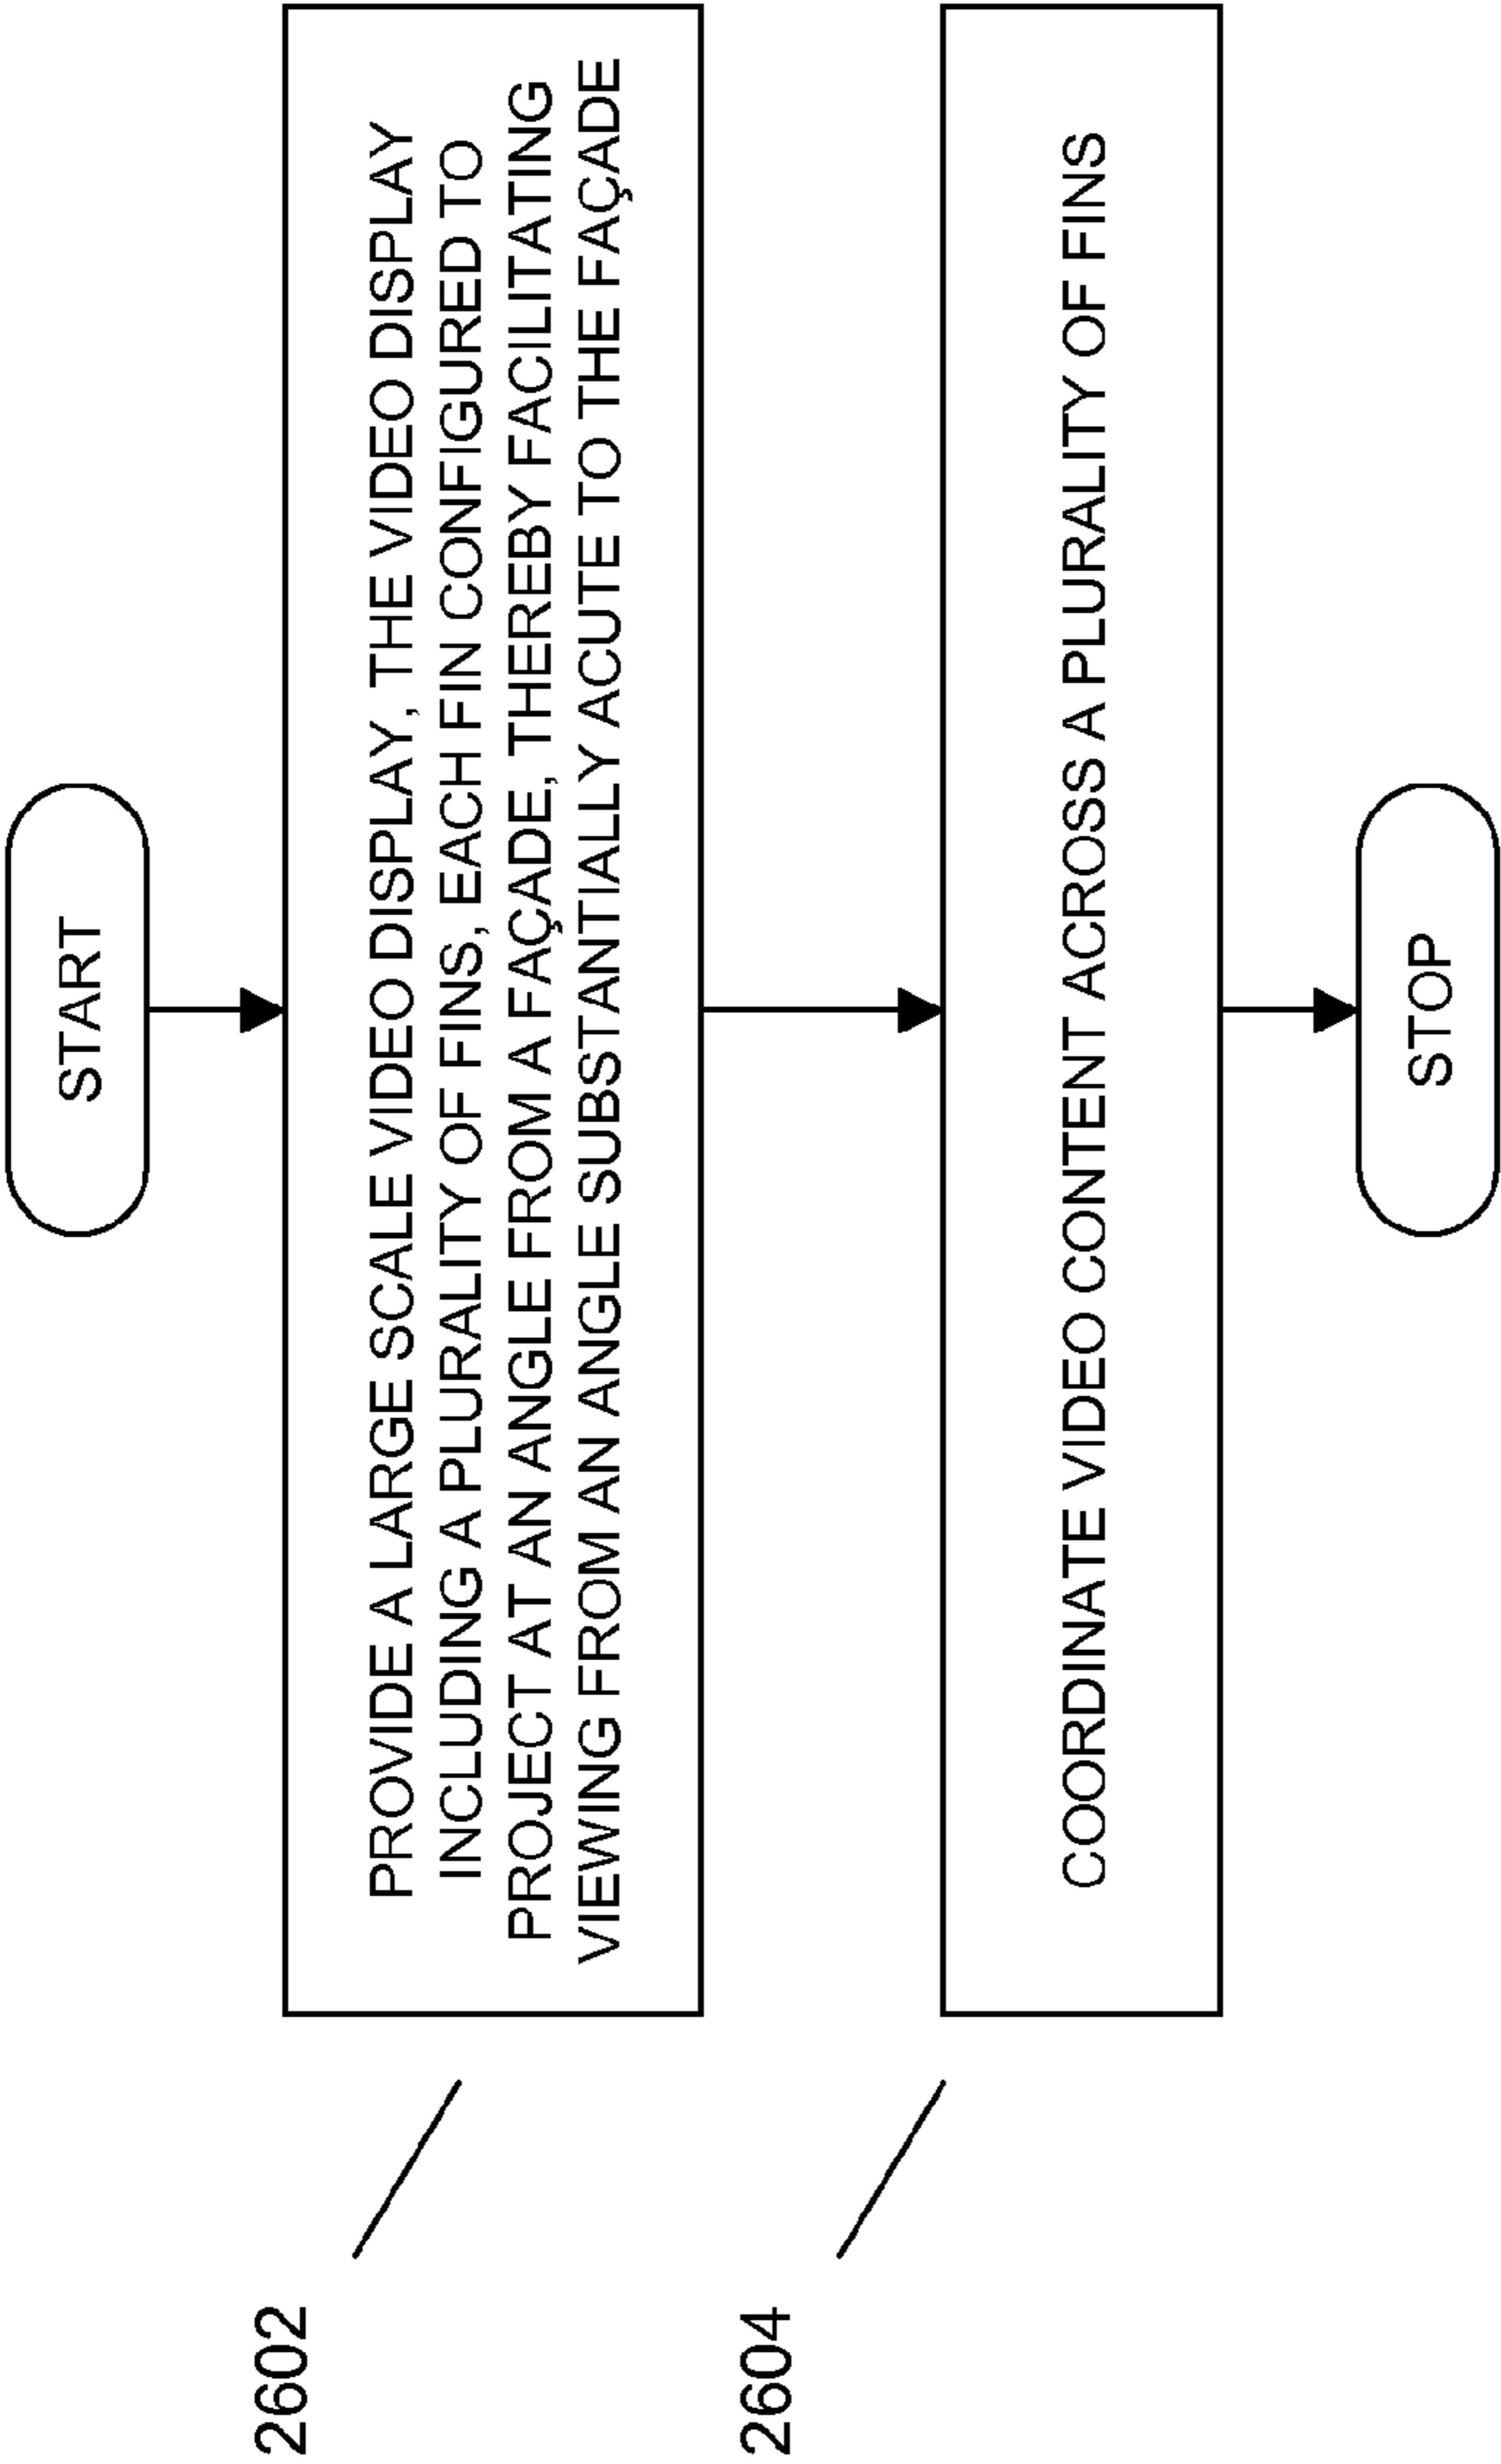 START
2602
PROVIDE A LARGE SCALE VIDEO DISPLAY, THE VIDEO DISPLAY
INCLUDING A PLURALITY OF FINS, EACH FIN CONFIGURED TO
PROJECT AT AN ANGLE FROM A FAÇADE, THEREBY FACILITATING
VIEWING FROM AN ANGLE SUBSTANTIALLY ACUTE TO THE FAÇADE
2604
COORDINATE VIDEO CONTENT ACROSS A PLURALITY OF FINS
STOP